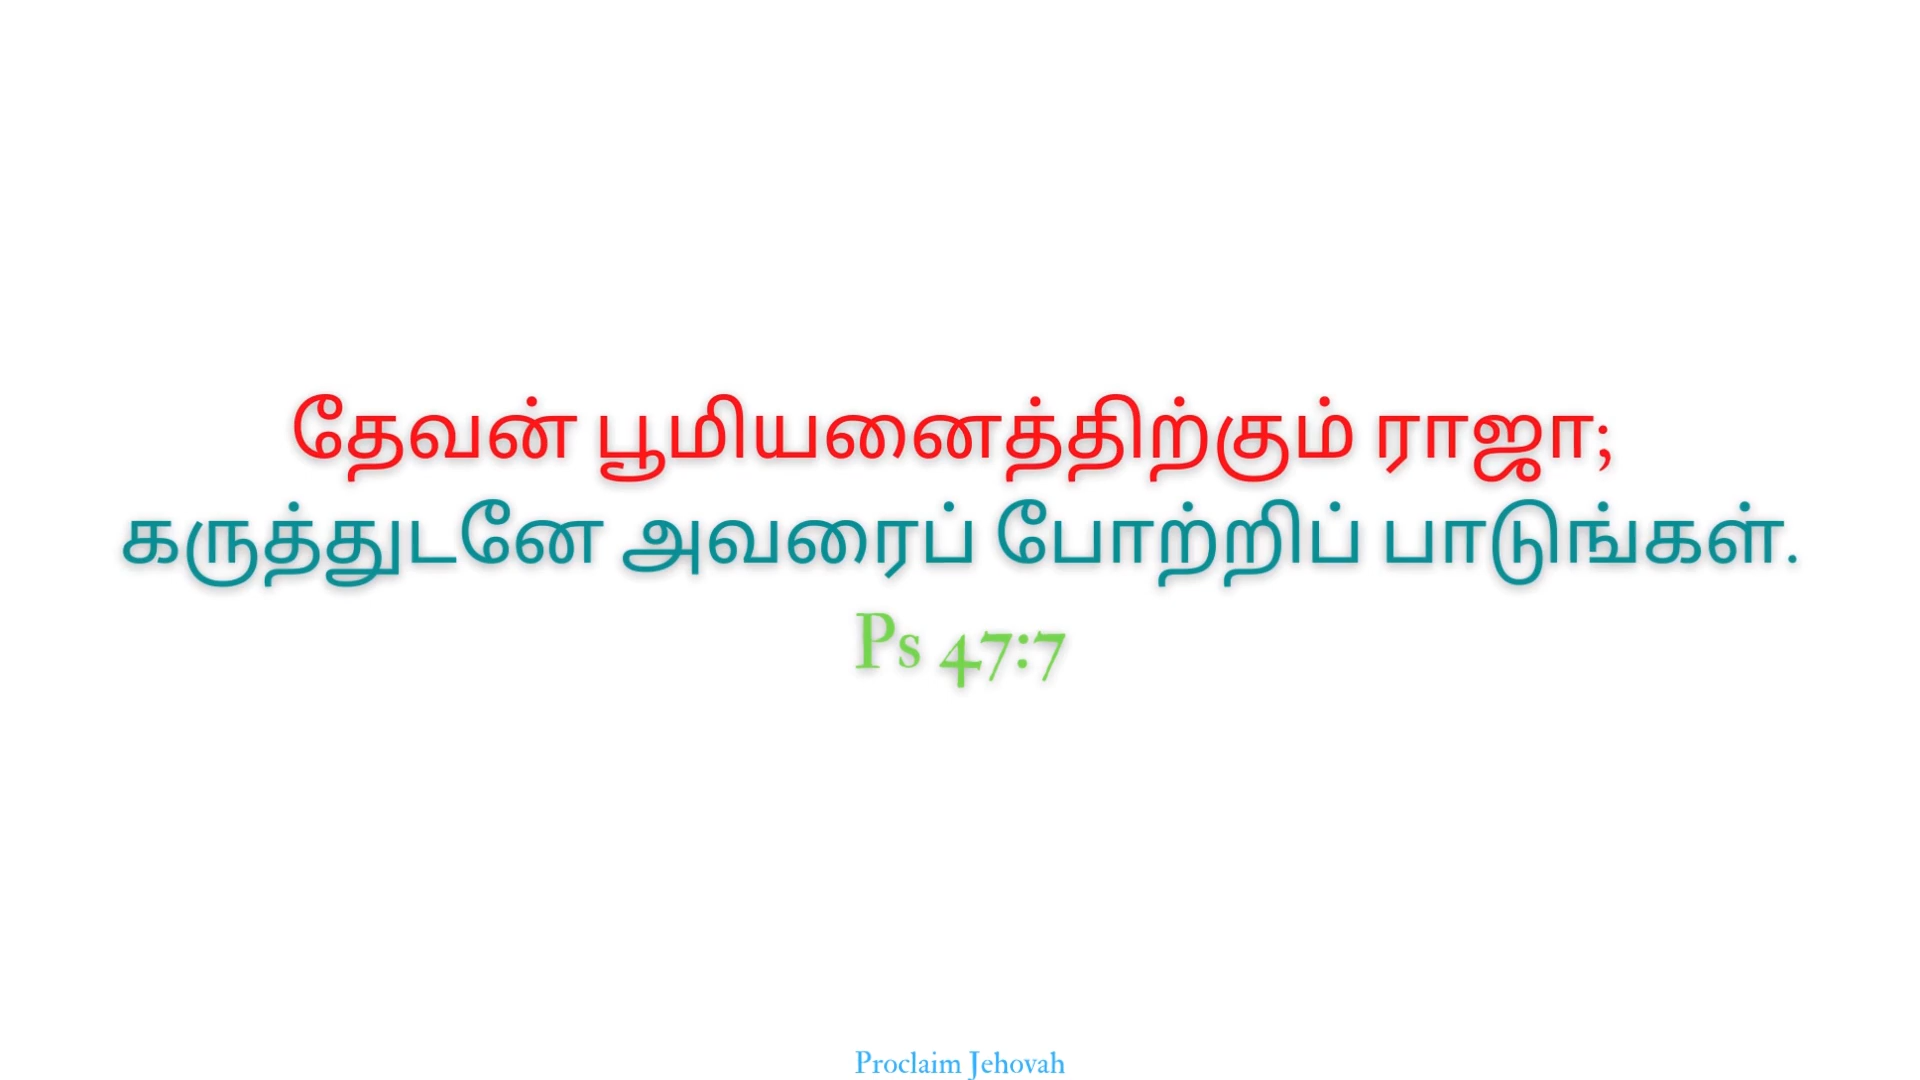 தேவன் பூமியனைத்திற்கும் ராஜா;
கருத்துடனே அவரைப் போற்றிப் பாடுங்கள்.
Ps 47:7
Proclaim Jehovah